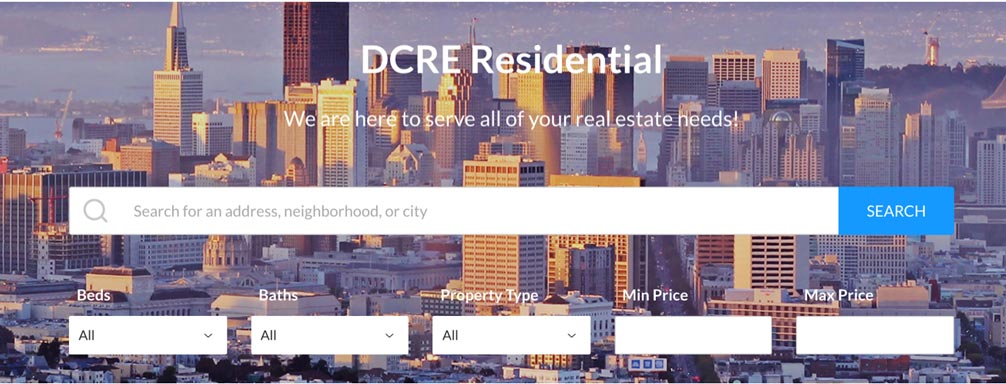 DCRE Residential
We are here to serve all of your real estate needs!
Search for an address, neighborhood, or city SEARCH
Beds Baths Property Type Min Price Max Price
All All All